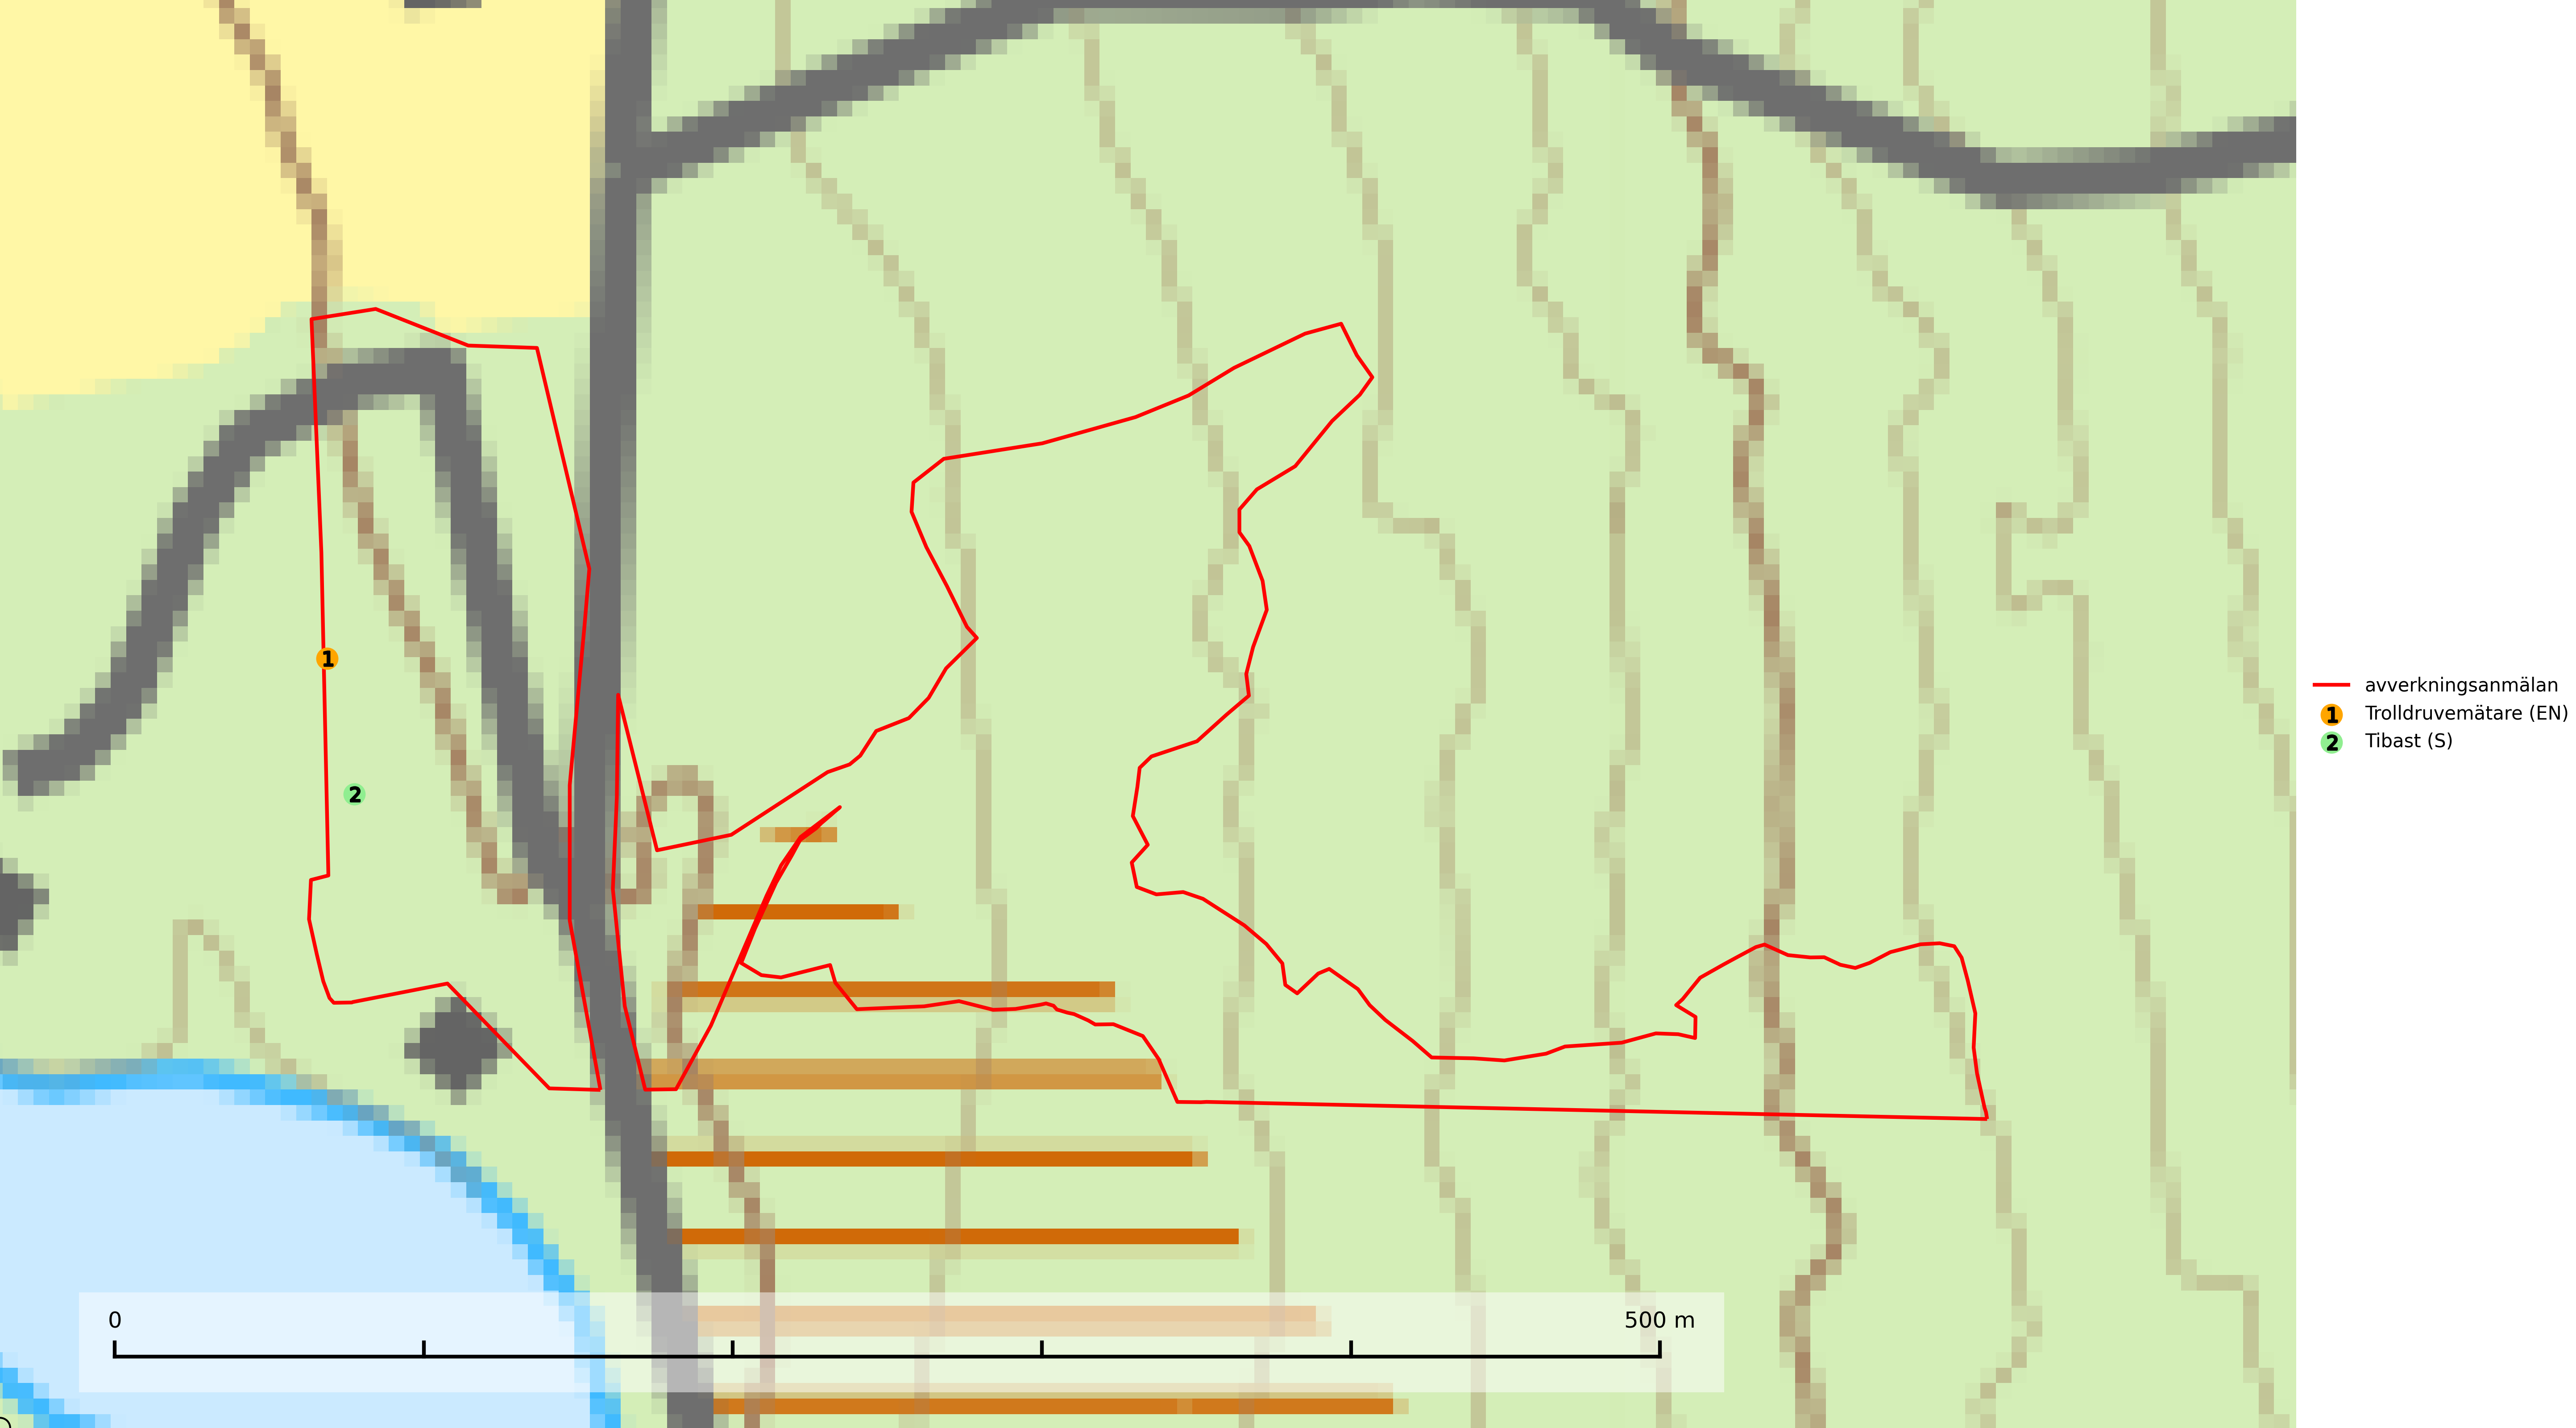 1
2
0 500 m
avverkningsanmälan
1 Trolldruvemätare (EN)
2 Tibast (S)